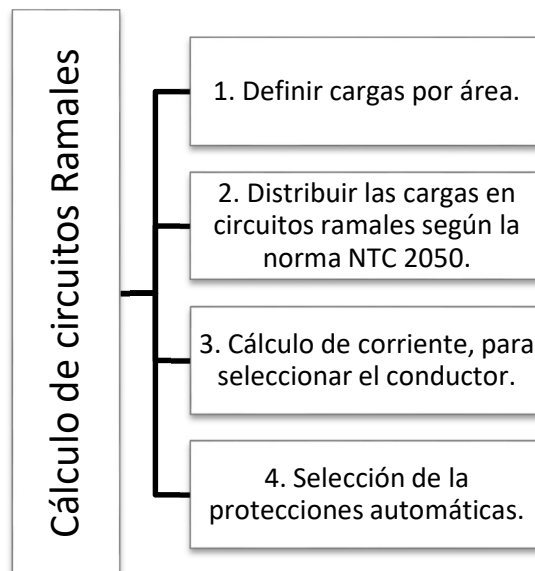 Cálculo de circuitos Ramales
1. Definir cargas por área.
2. Distribuir las cargas en
circuitos ramales según la
norma NTC 2050.
3. Cálculo de corriente, para
seleccionar el conductor.
4. Selección de la
protecciones automáticas.